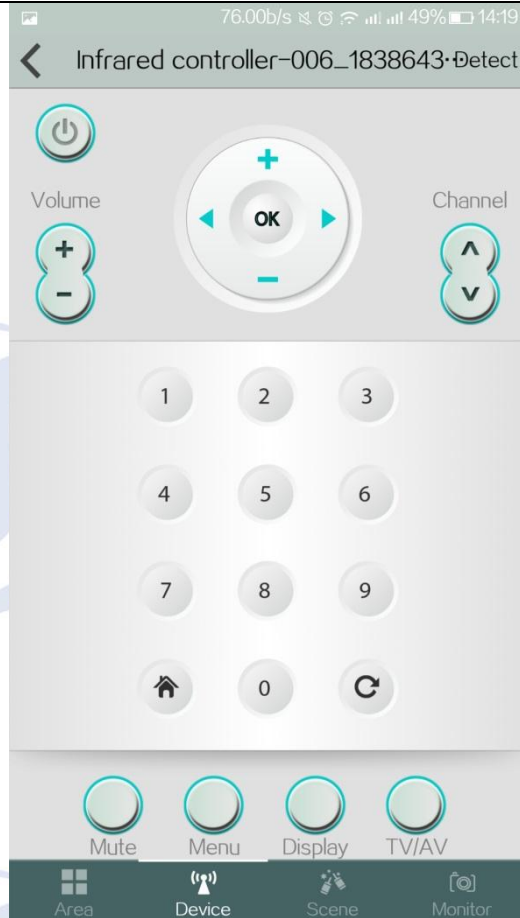 76.00b/s 49% 14:19
Infrared controller-006_1838643··Detect
+
Volume OK Channel
+
−
−
1 2 3
4 5 6
7 8 9
0
Mute Menu Display TV/AV
Area Device Scene Monitor